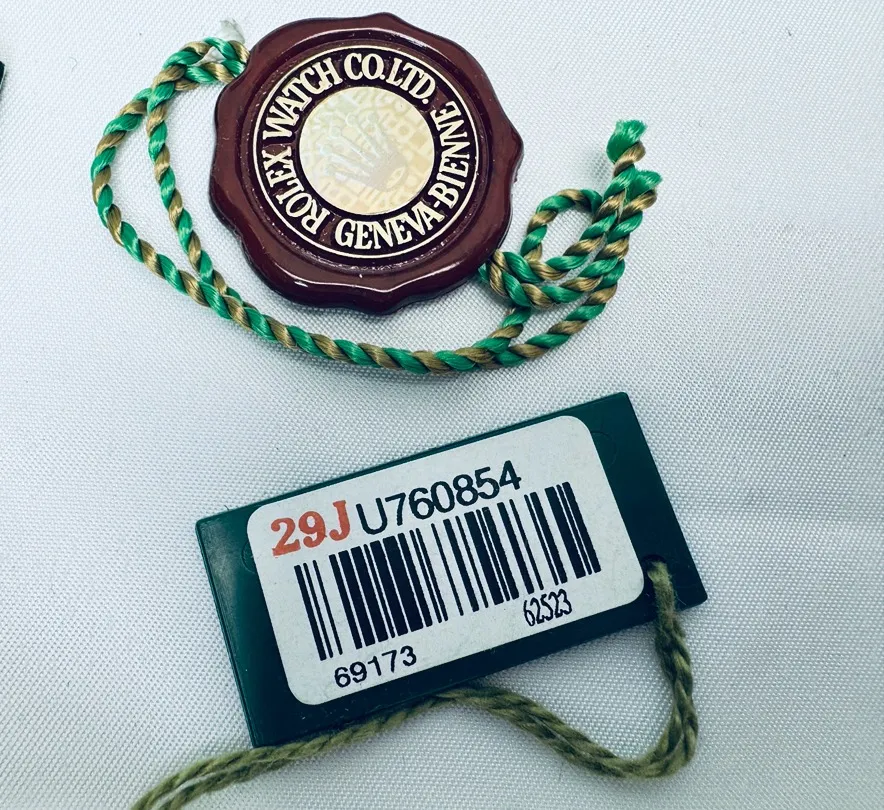 ROLEX WATCH CO. LTD.
GENEVA-BIENNE
29J U760854
62523
69173